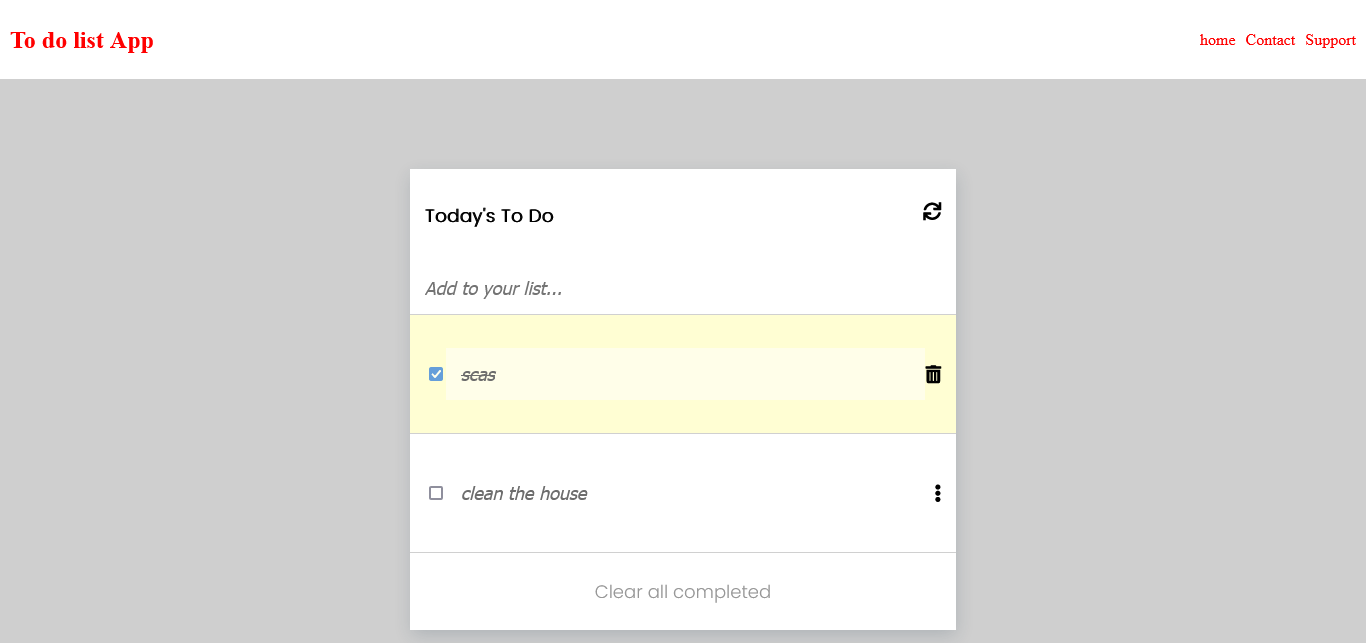 To do list App
home Contact Support
Today's To Do
Add to your list...
scas
clean the house
Clear all completed